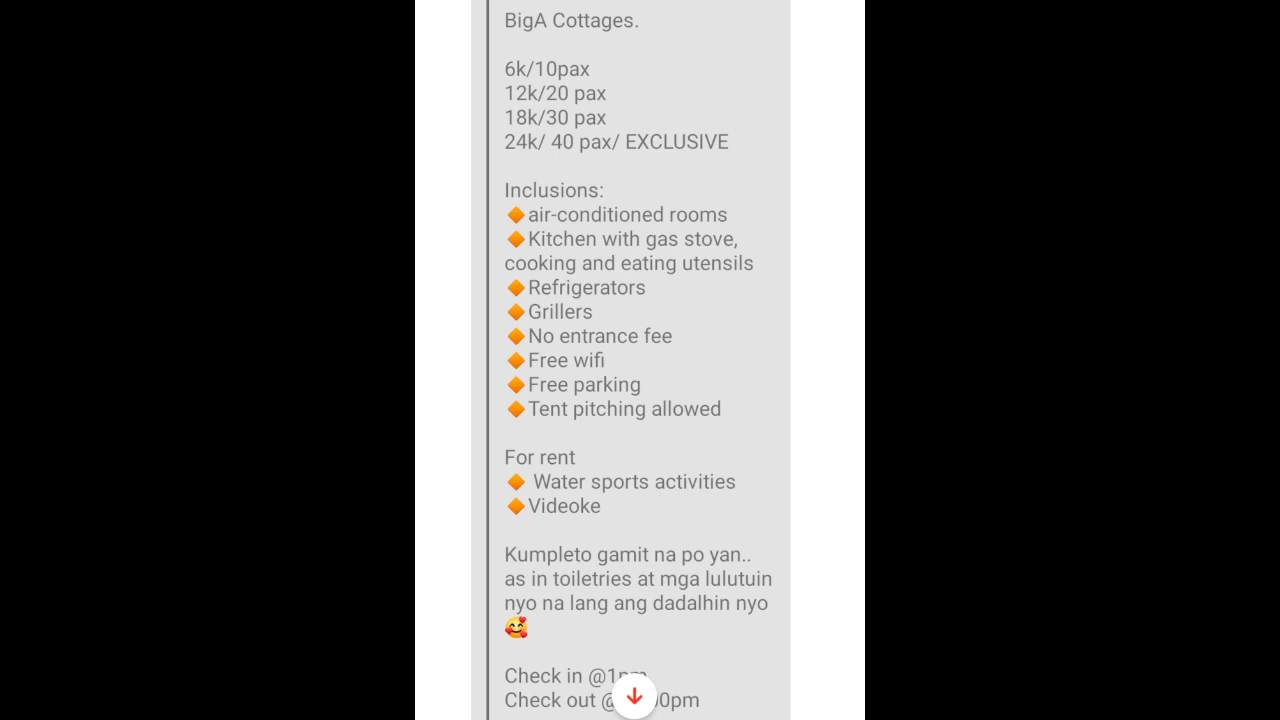 BigA Cottages.
6k/10pax
12k/20 pax
18k/30 pax
24k/ 40 pax/ EXCLUSIVE
Inclusions:
🔶air-conditioned rooms
🔶Kitchen with gas stove,
cooking and eating utensils
🔶Refrigerators
🔶Grillers
🔶No entrance fee
🔶Free wifi
🔶Free parking
🔶Tent pitching allowed
For rent
🔶 Water sports activities
🔶Videoke
Kumpleto gamit na po yan..
as in toiletries at mga lulutuin
nyo na lang ang dadalhin nyo
🥰
Check in @1pm
Check out